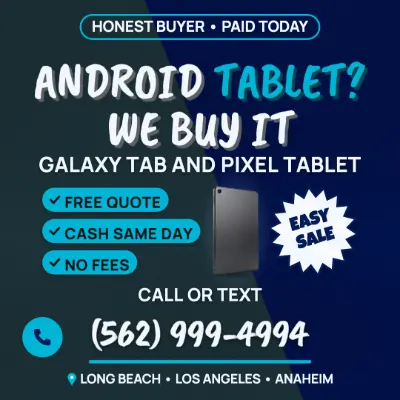 HONEST BUYER • PAID TODAY
ANDROID TABLET?
WE BUY IT
GALAXY TAB AND PIXEL TABLET
FREE QUOTE
CASH SAME DAY
NO FEES
EASY
SALE
CALL OR TEXT
(562) 999-4994
LONG BEACH • LOS ANGELES • ANAHEIM